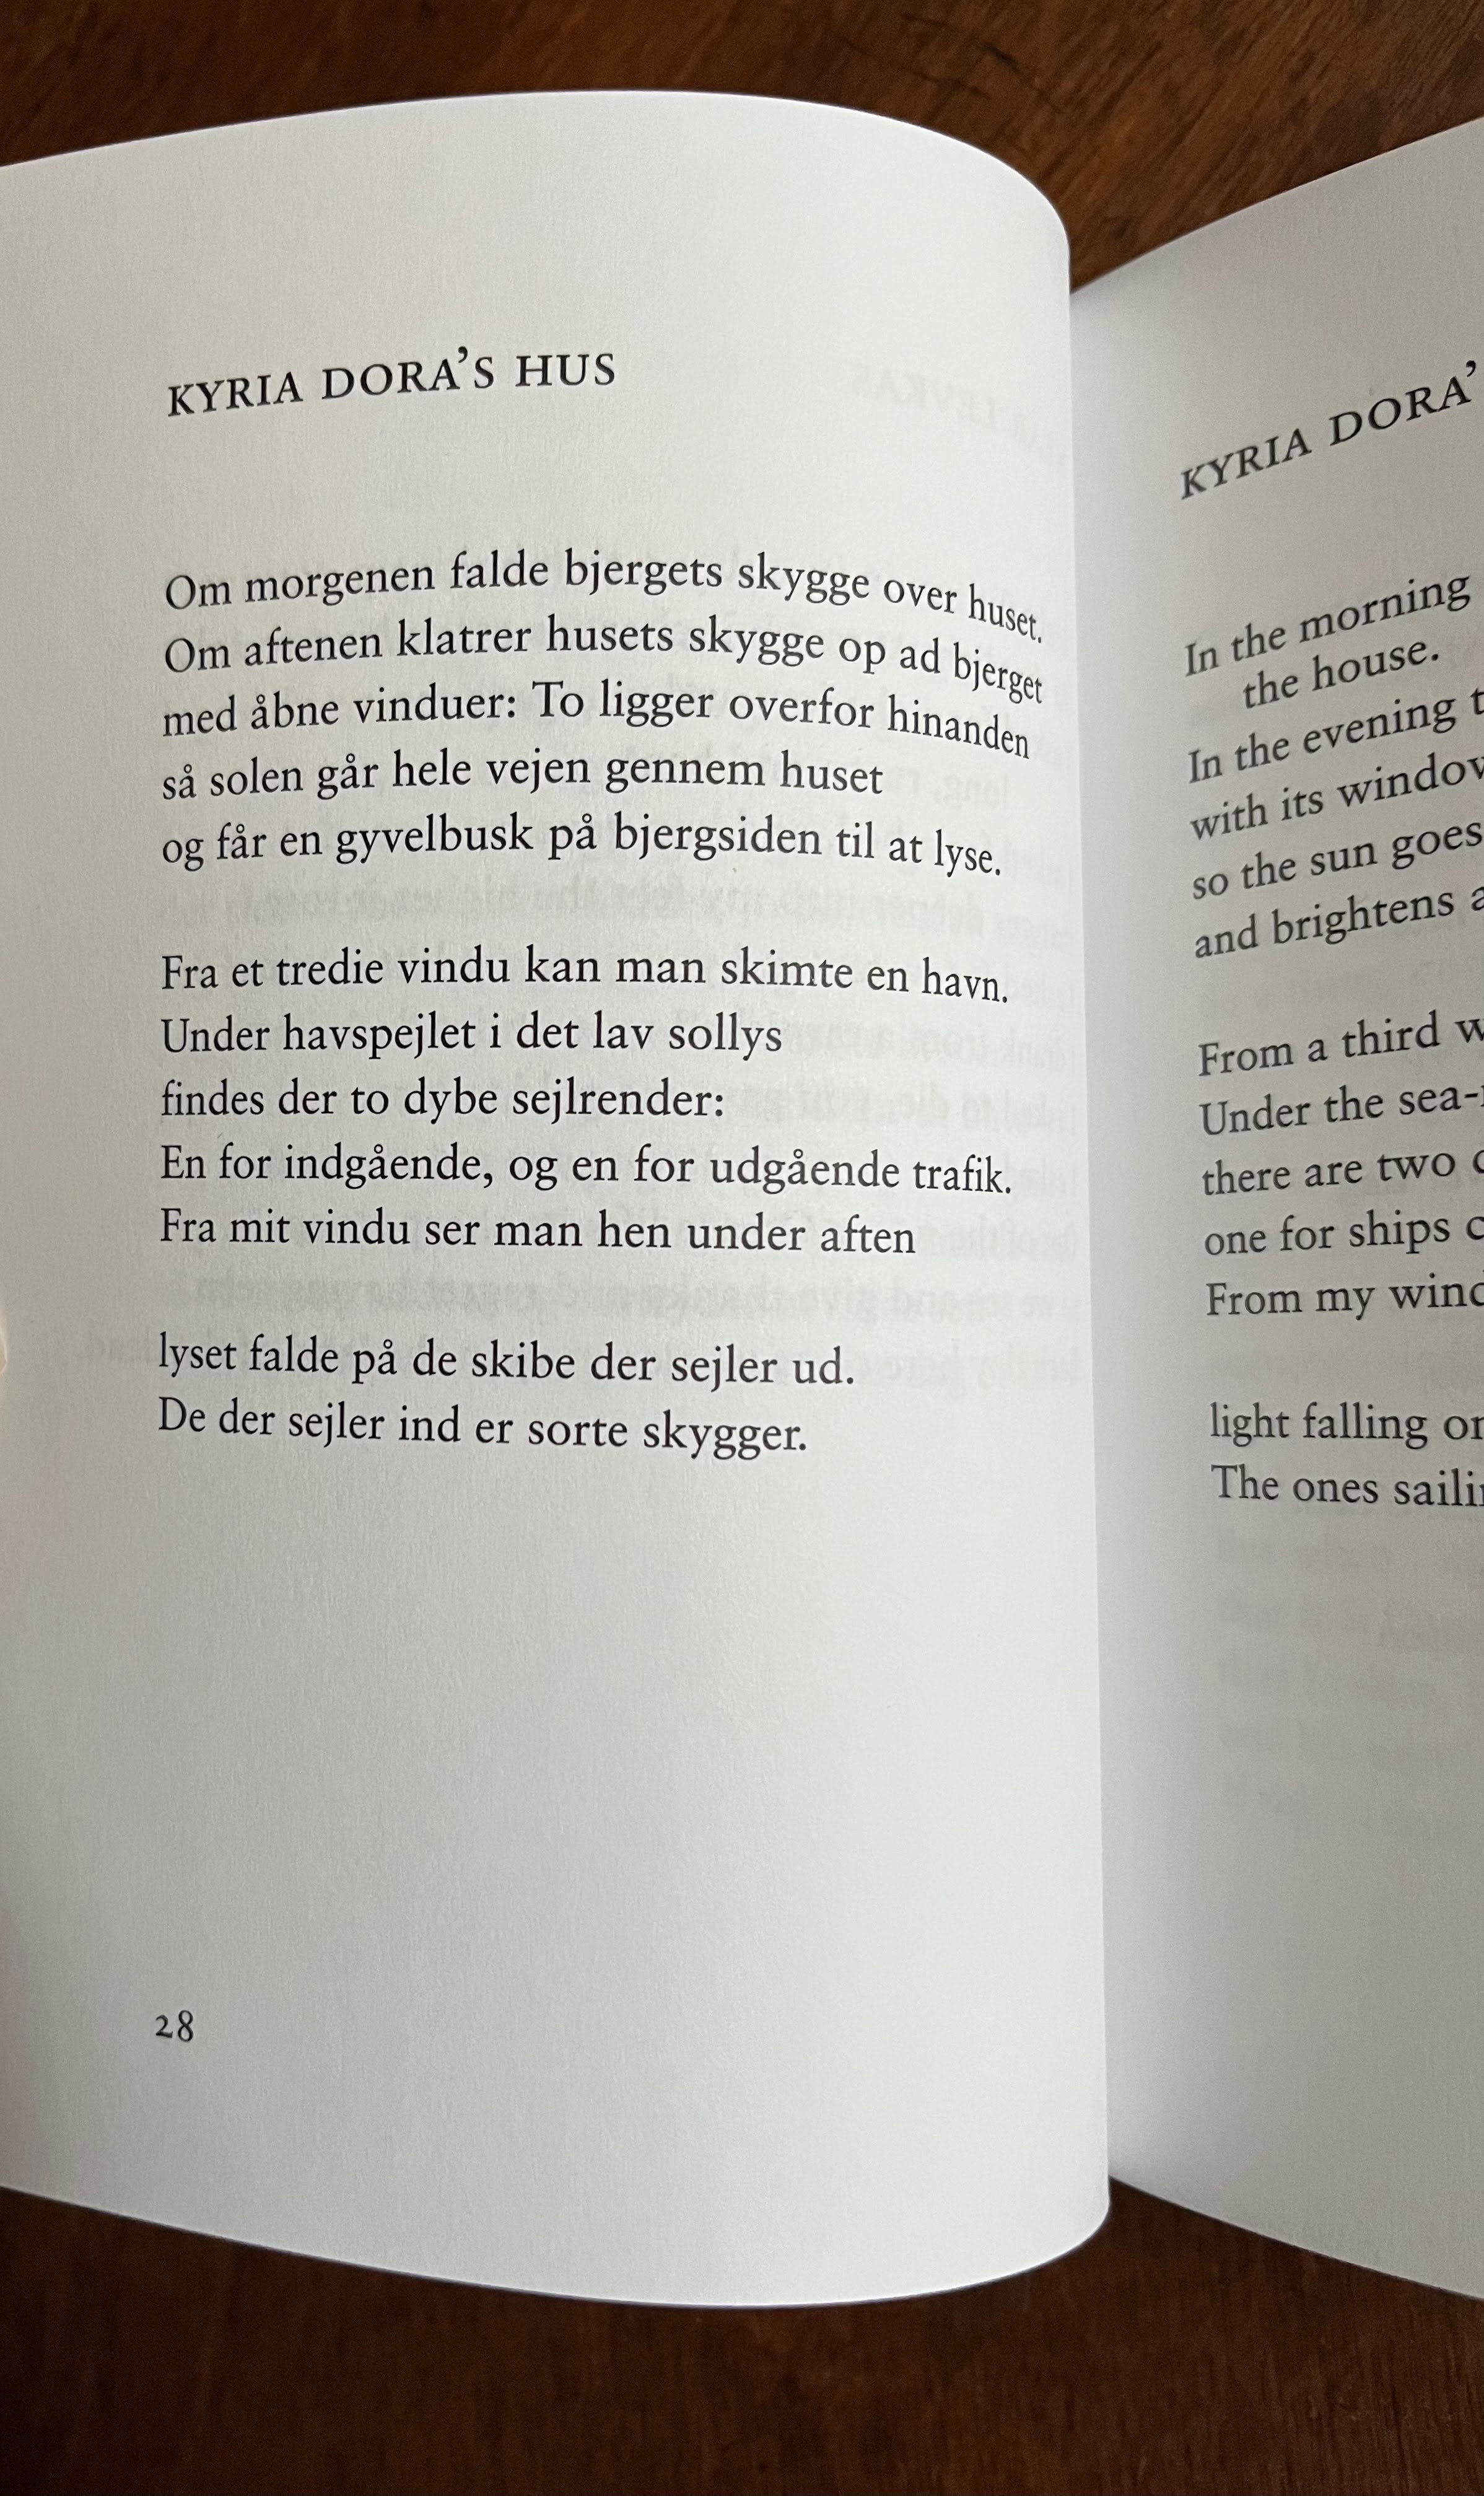 KYRIA DORA’S HUS
Om morgenen falde bjergets skygge over huset.
Om aftenen klatrer husets skygge op ad bjerget
med åbne vinduer: To ligger overfor hinanden
så solen går hele vejen gennem huset
og får en gyvelbusk på bjergsiden til at lyse.
Fra et tredie vindu kan man skimte en havn.
Under havspejlet i det lav sollys
findes der to dybe sejlrender:
En for indgående, og en for udgående trafik.
Fra mit vindu ser man hen under aften
lyset falde på de skibe der sejler ud.
De der sejler ind er sorte skygger.
28
KYRIA DORA’
In the morning
the house.
In the evening
with its
so the sun goes
and brightens
From a third
Under the
there are two
one for ships
From my
light falling
The ones